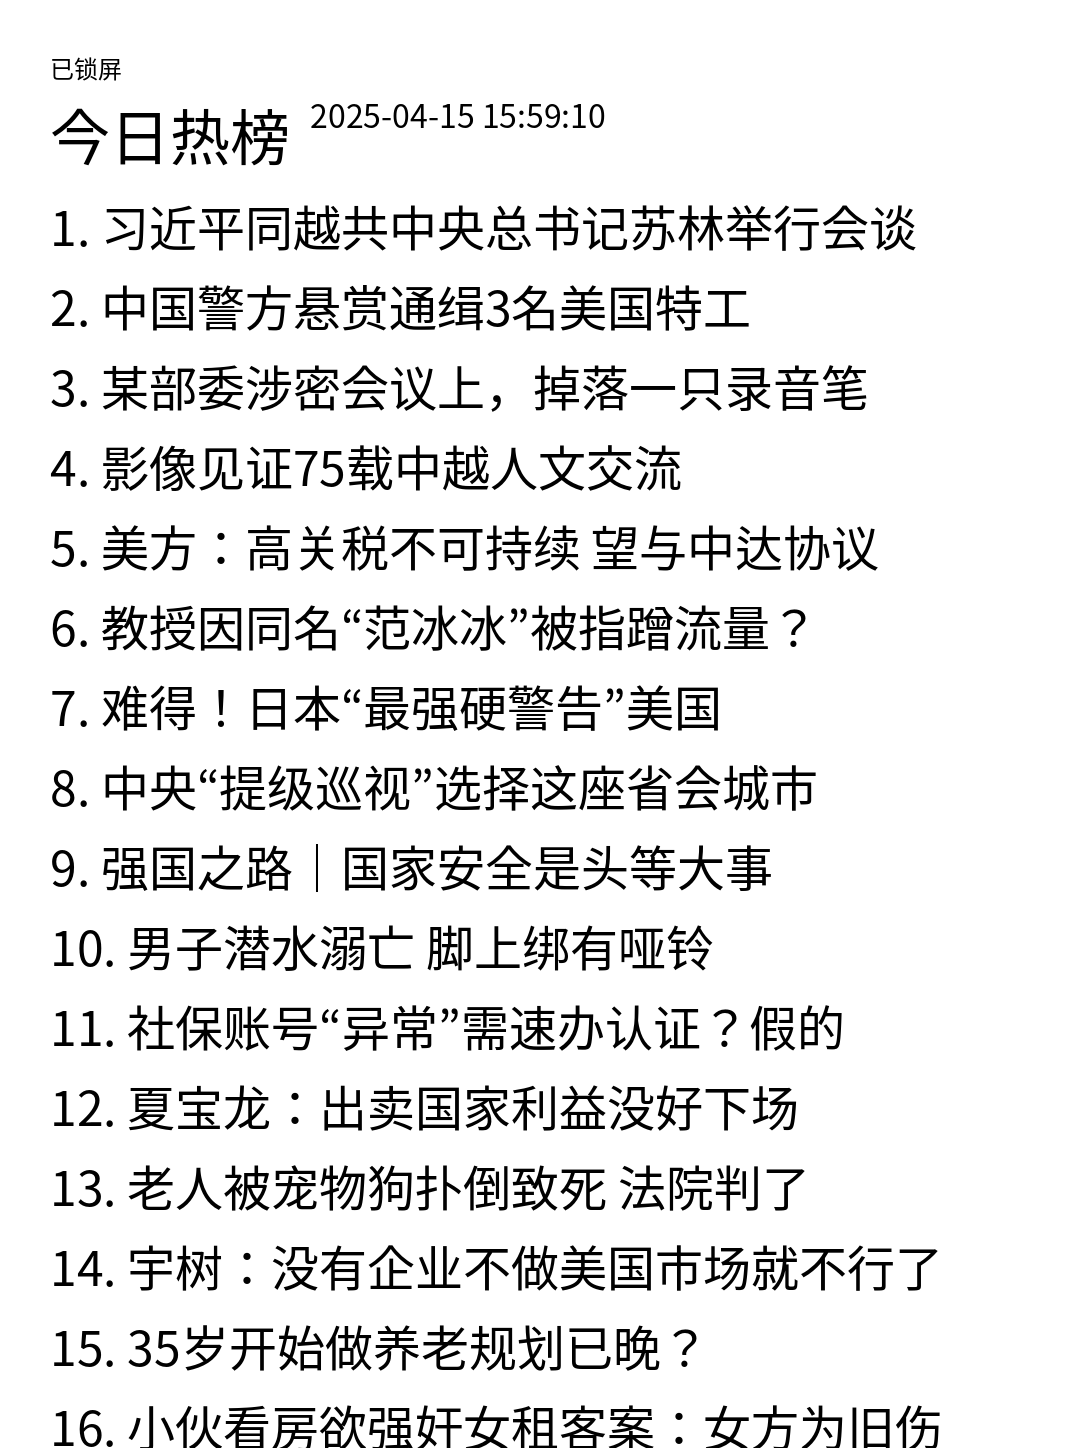 已锁屏
今日热榜 2025-04-15 15:59:10
1. 习近平同越共中央总书记苏林举行会谈
2. 中国警方悬赏通缉3名美国特工
3. 某部委涉密会议上，掉落一只录音笔
4. 影像见证75载中越人文交流
5. 美方：高关税不可持续 望与中达协议
6. 教授因同名“范冰冰”被指蹭流量？
7. 难得！日本“最强硬警告”美国
8. 中央“提级巡视”选择这座省会城市
9. 强国之路｜国家安全是头等大事
10. 男子潜水溺亡 脚上绑有哑铃
11. 社保账号“异常”需速办认证？假的
12. 夏宝龙：出卖国家利益没好下场
13. 老人被宠物狗扑倒致死 法院判了
14. 宇树：没有企业不做美国市场就不行了
15. 35岁开始做养老规划已晚？
16. 小伙看房欲强奸女租客案：女方为旧伤